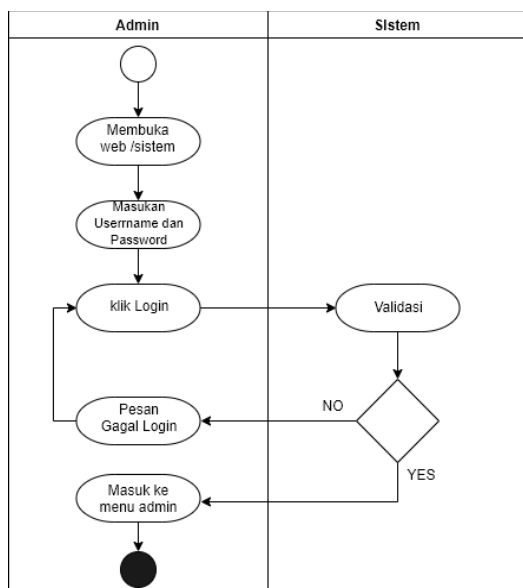 Admin
SIstem
Membuka
web /sistem
Masukan
Userrname dan
Password
klik Login
Validasi
NO
Pesan
Gagal Login
YES
Masuk ke
menu admin